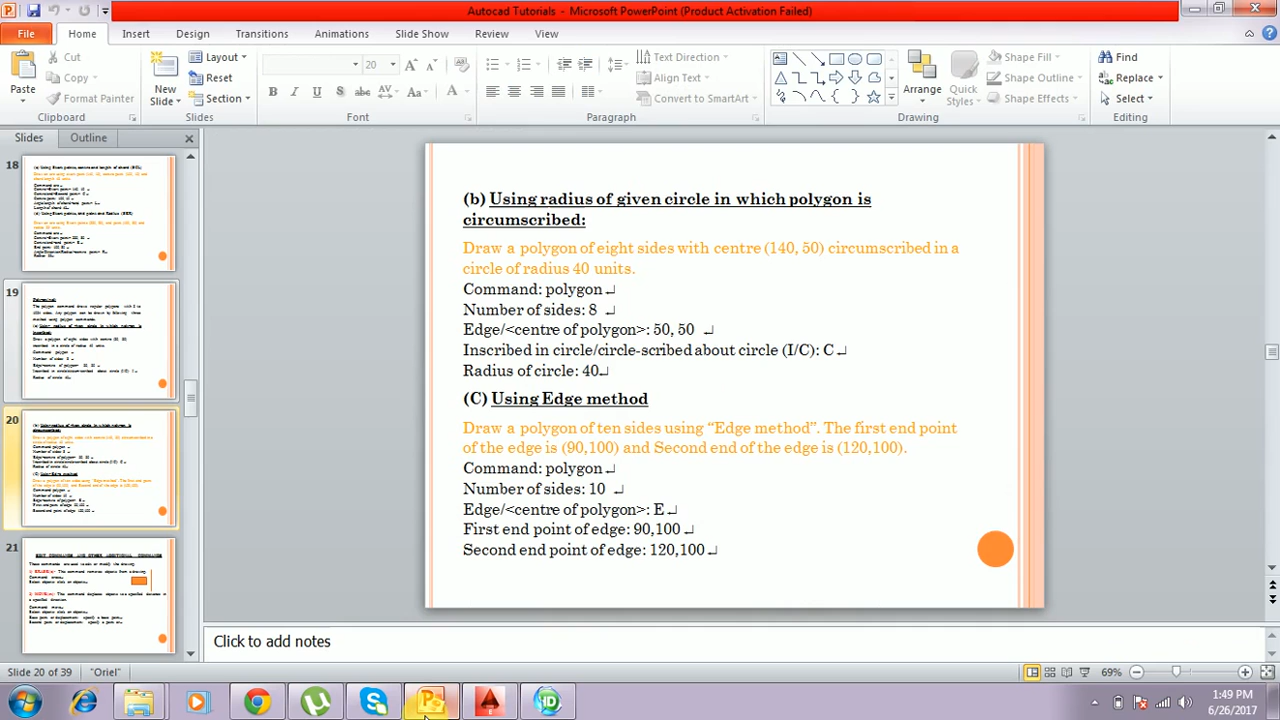 Autocad Tutorials - Microsoft PowerPoint (Product Activation Failed)
File Home Insert Design Transitions Animations Slide Show Review View
Paste
Cut
Copy
Format Painter
Clipboard
New Slide
Layout
Reset
Section
Slides
20
Font
Text Direction
Align Text
Convert to SmartArt
Paragraph
Arrange
Quick Styles
Shape Fill
Shape Outline
Shape Effects
Drawing
Find
Replace
Select
Editing
Slides Outline
18
19
20
21
(b) Using radius of given circle in which polygon is
circumscribed:
Draw a polygon of eight sides with centre (140, 50) circumscribed in a
circle of radius 40 units.
Command: polygon↵
Number of sides: 8 ↵
Edge/<centre of polygon>: 50, 50 ↵
Inscribed in circle/circle-scribed about circle (I/C): C↵
Radius of circle: 40↵
(C) Using Edge method
Draw a polygon of ten sides using “Edge method”. The first end point
of the edge is (90,100) and Second end of the edge is (120,100).
Command: polygon↵
Number of sides: 10 ↵
Edge/<centre of polygon>: E↵
First end point of edge: 90,100↵
Second end point of edge: 120,100↵
Click to add notes
Slide 20 of 39 "Oriel" 69%
1:49 PM
6/26/2017